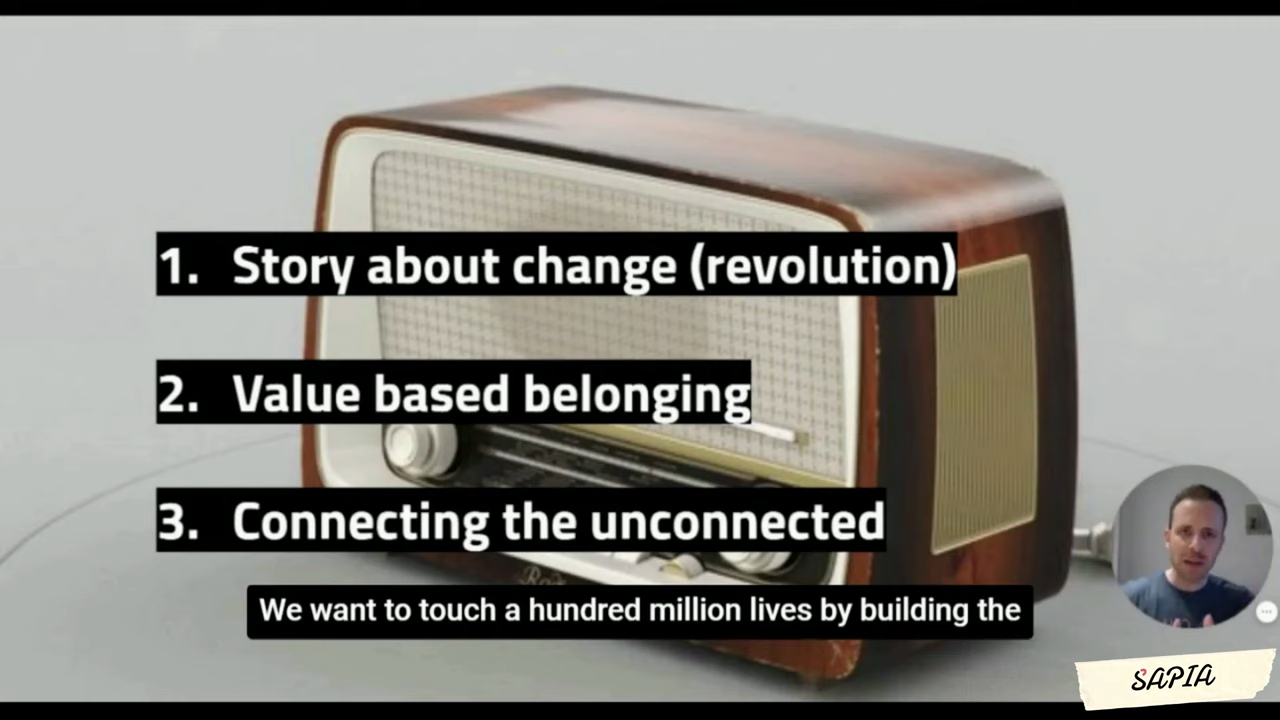 1. Story about change (revolution)
2. Value based belonging
3. Connecting the unconnected
We want to touch a hundred million lives by building the
SAPIA